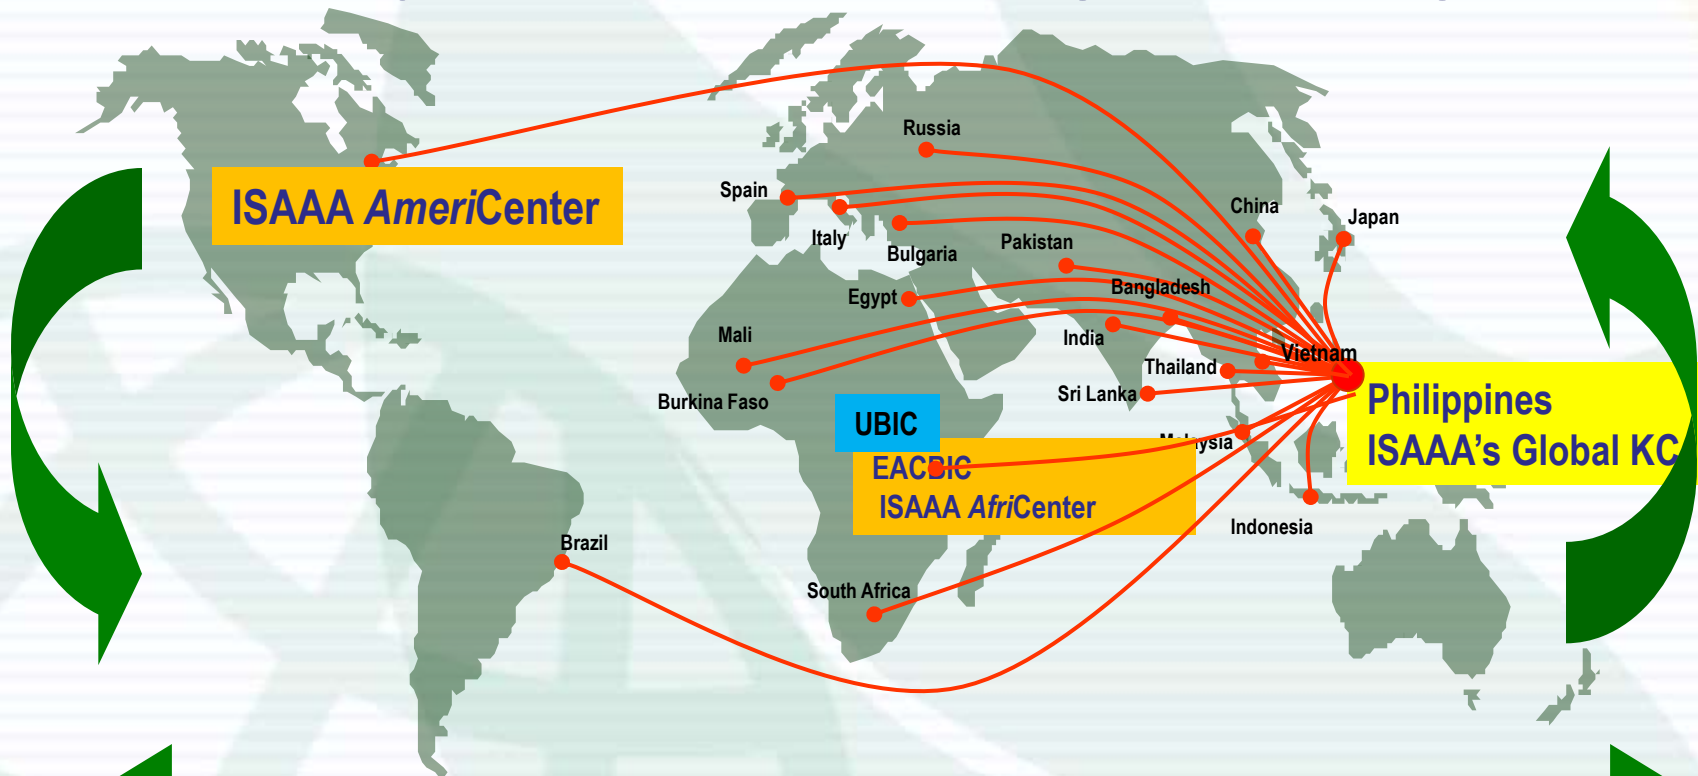 Russia
ISAAA AmeriCenter
Spain
China
Japan
Italy
Pakistan
Bulgaria
Egypt
Bangladesh
Mali
India
Vietnam
Thailand
Burkina Faso
Sri Lanka
Philippines
ISAAA's Global KC
UBIC
Malaysia
EACBIC
ISAAA AfriCenter
Indonesia
Brazil
South Africa